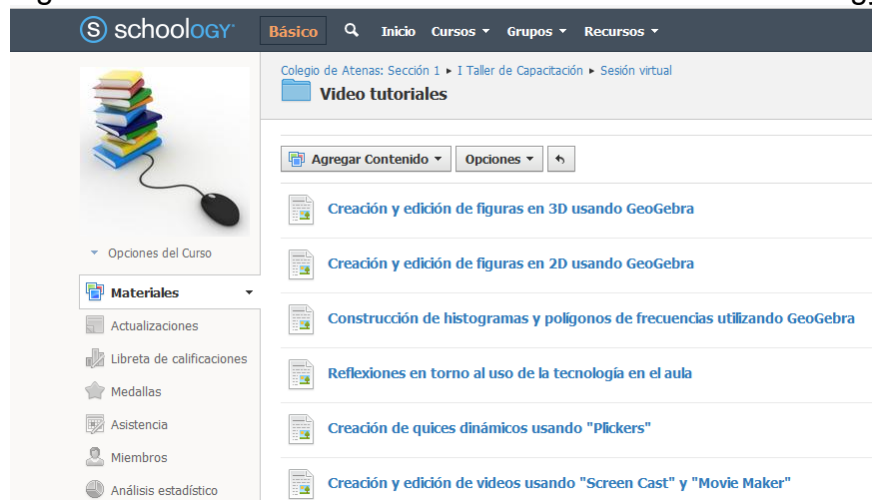 schoology
Básico Inicio Cursos Grupos Recursos
Colegio de Atenas: Sección 1 ▸ I Taller de Capacitación ▸ Sesión virtual
Video tutoriales
Agregar Contenido Opciones
Creación y edición de figuras en 3D usando GeoGebra
Creación y edición de figuras en 2D usando GeoGebra
Construcción de histogramas y polígonos de frecuencias utilizando GeoGebra
Reflexiones en torno al uso de la tecnología en el aula
Creación de quices dinámicos usando "Plickers"
Creación y edición de videos usando "Screen Cast" y "Movie Maker"
Opciones del Curso
Materiales
Actualizaciones
Libreta de calificaciones
Medallas
Asistencia
Miembros
Análisis estadístico